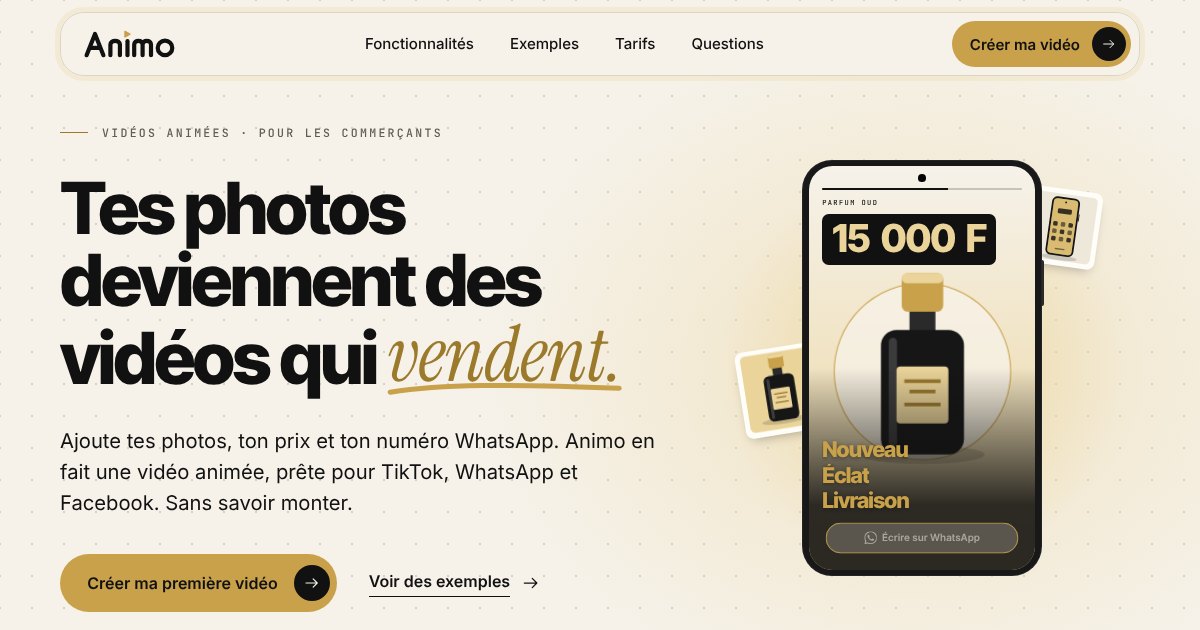 Animo
Fonctionnalités
Exemples
Tarifs
Questions
Créer ma vidéo
VIDÉOS ANIMÉES · POUR LES COMMERÇANTS
Tes photos
deviennent des
vidéos qui vendent.
Ajoute tes photos, ton prix et ton numéro WhatsApp. Animo en
fait une vidéo animée, prête pour TikTok, WhatsApp et
Facebook. Sans savoir monter.
Créer ma première vidéo
Voir des exemples
PARFUM OUD
15 000 F
Nouveau
Éclat
Livraison
Écrire sur WhatsApp